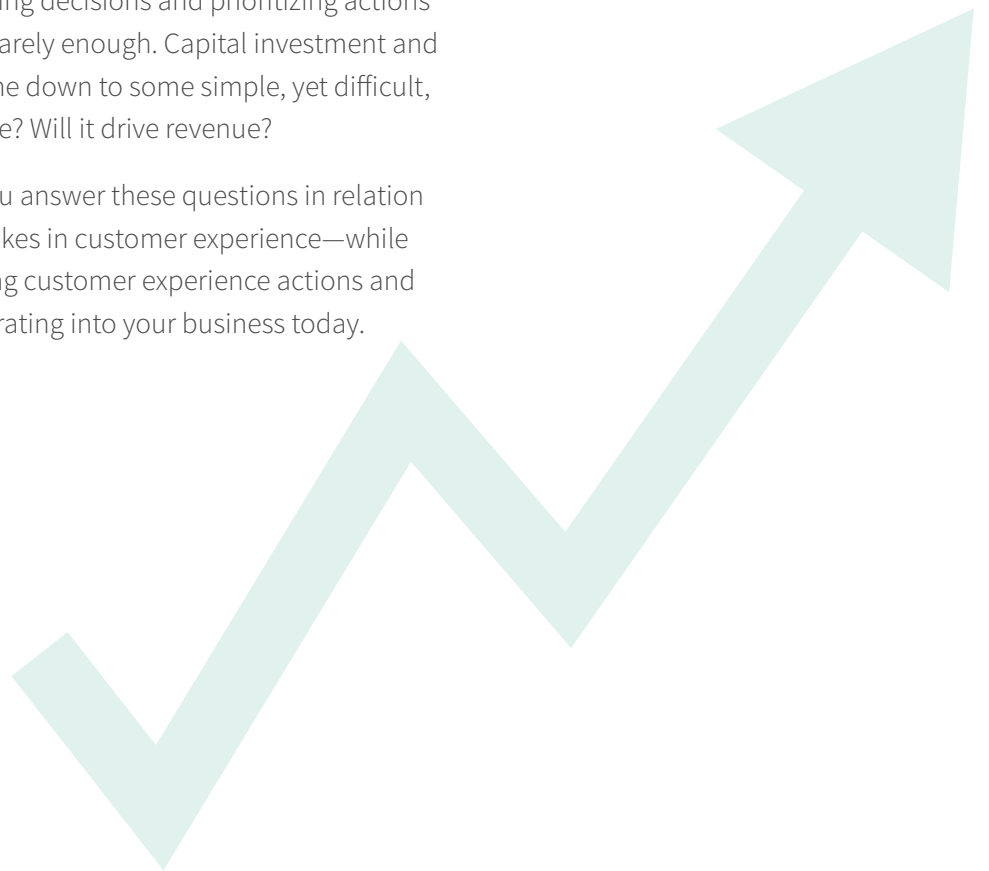 ing decisions and prioritizing actions
arely enough. Capital investment and
ne down to some simple, yet difficult,
e? Will it drive revenue?
u answer these questions in relation
kes in customer experience—while
g customer experience actions and
rating into your business today.